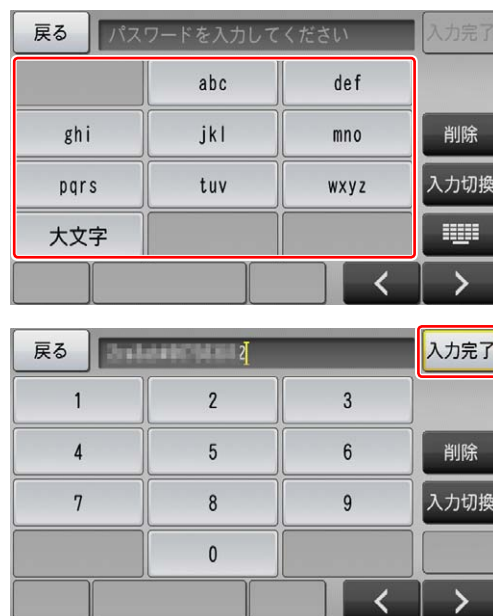 戻る パスワードを入力してください 入力完了
abc def
ghi jkl mno 削除
pqrs tuv wxyz 入力切換
大文字
< >
戻る 2 入力完了
1 2 3
4 5 6 削除
7 8 9 入力切換
0
< >